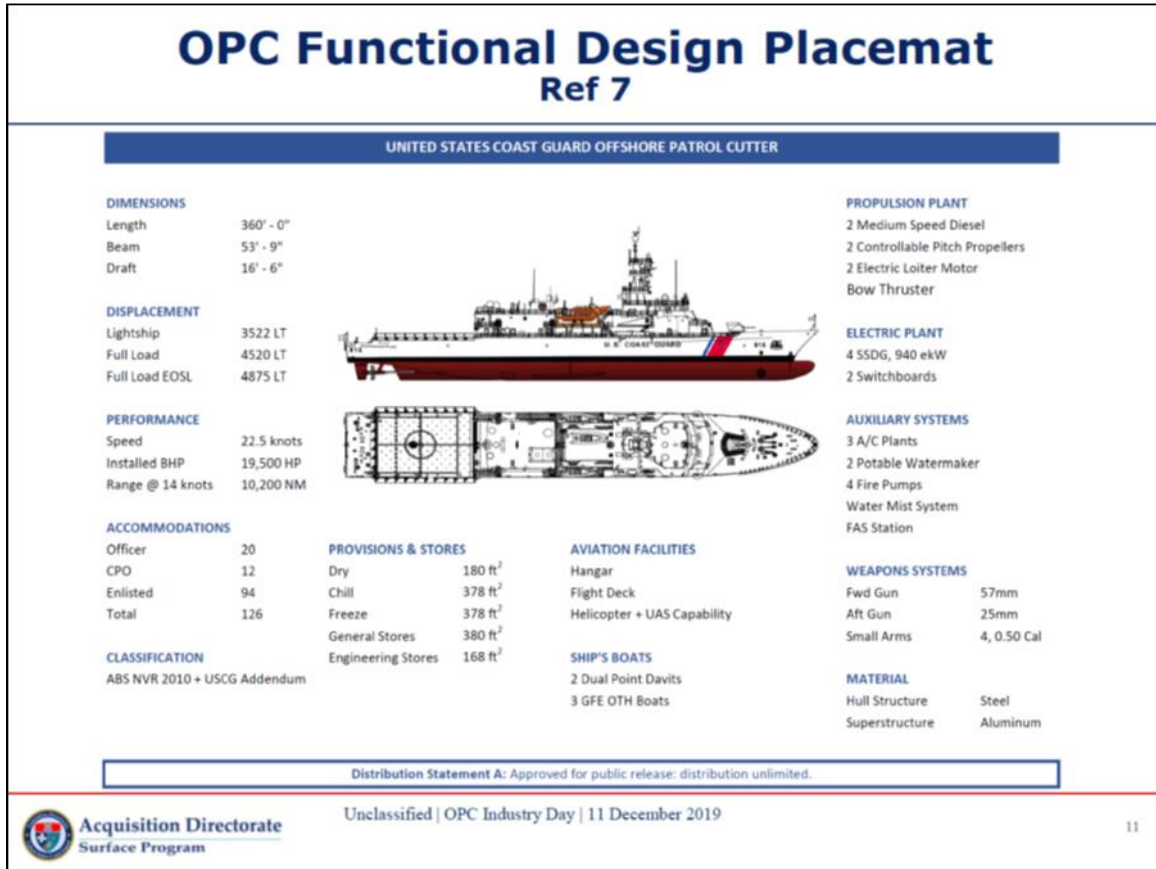 OPC Functional Design Placemat
Ref 7
UNITED STATES COAST GUARD OFFSHORE PATROL CUTTER
DIMENSIONS
Length 360' - 0"
Beam 53' - 9"
Draft 16' - 6"
DISPLACEMENT
Lightship 3522 LT
Full Load 4520 LT
Full Load EOSL 4875 LT
PERFORMANCE
Speed 22.5 knots
Installed BHP 19,500 HP
Range @ 14 knots 10,200 NM
ACCOMMODATIONS
Officer 20
CPO 12
Enlisted 94
Total 126
CLASSIFICATION
ABS NVR 2010 + USCG Addendum
U.S. COAST GUARD
PROVISIONS & STORES
Dry 180 ft²
Chill 378 ft²
Freeze 378 ft²
General Stores 380 ft²
Engineering Stores 168 ft²
AVIATION FACILITIES
Hangar
Flight Deck
Helicopter + UAS Capability
SHIP'S BOATS
2 Dual Point Davits
3 GFE OTH Boats
PROPULSION PLANT
2 Medium Speed Diesel
2 Controllable Pitch Propellers
2 Electric Loiter Motor
Bow Thruster
ELECTRIC PLANT
4 SSDG, 940 ekW
2 Switchboards
AUXILIARY SYSTEMS
3 A/C Plants
2 Potable Watermaker
4 Fire Pumps
Water Mist System
FAS Station
WEAPONS SYSTEMS
Fwd Gun 57mm
Aft Gun 25mm
Small Arms 4, 0.50 Cal
MATERIAL
Hull Structure Steel
Superstructure Aluminum
Distribution Statement A: Approved for public release: distribution unlimited.
Acquisition Directorate
Surface Program
Unclassified | OPC Industry Day | 11 December 2019
11